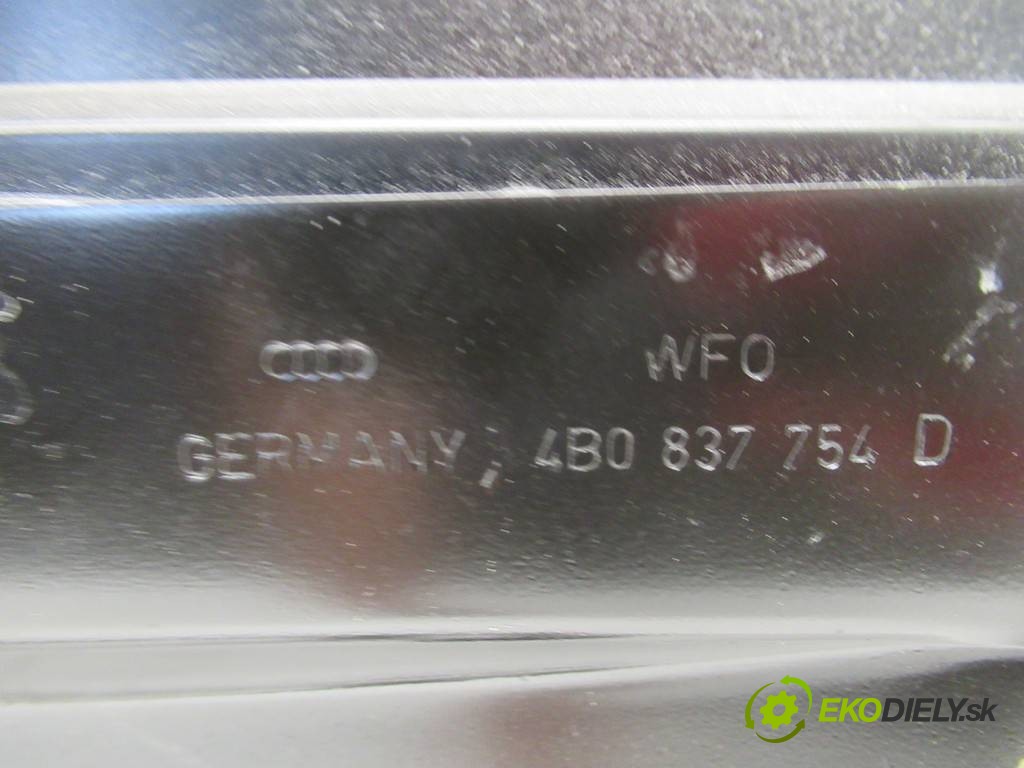 WFO
GERMANY, 4B0 837 754 D
EKODIELY.sk